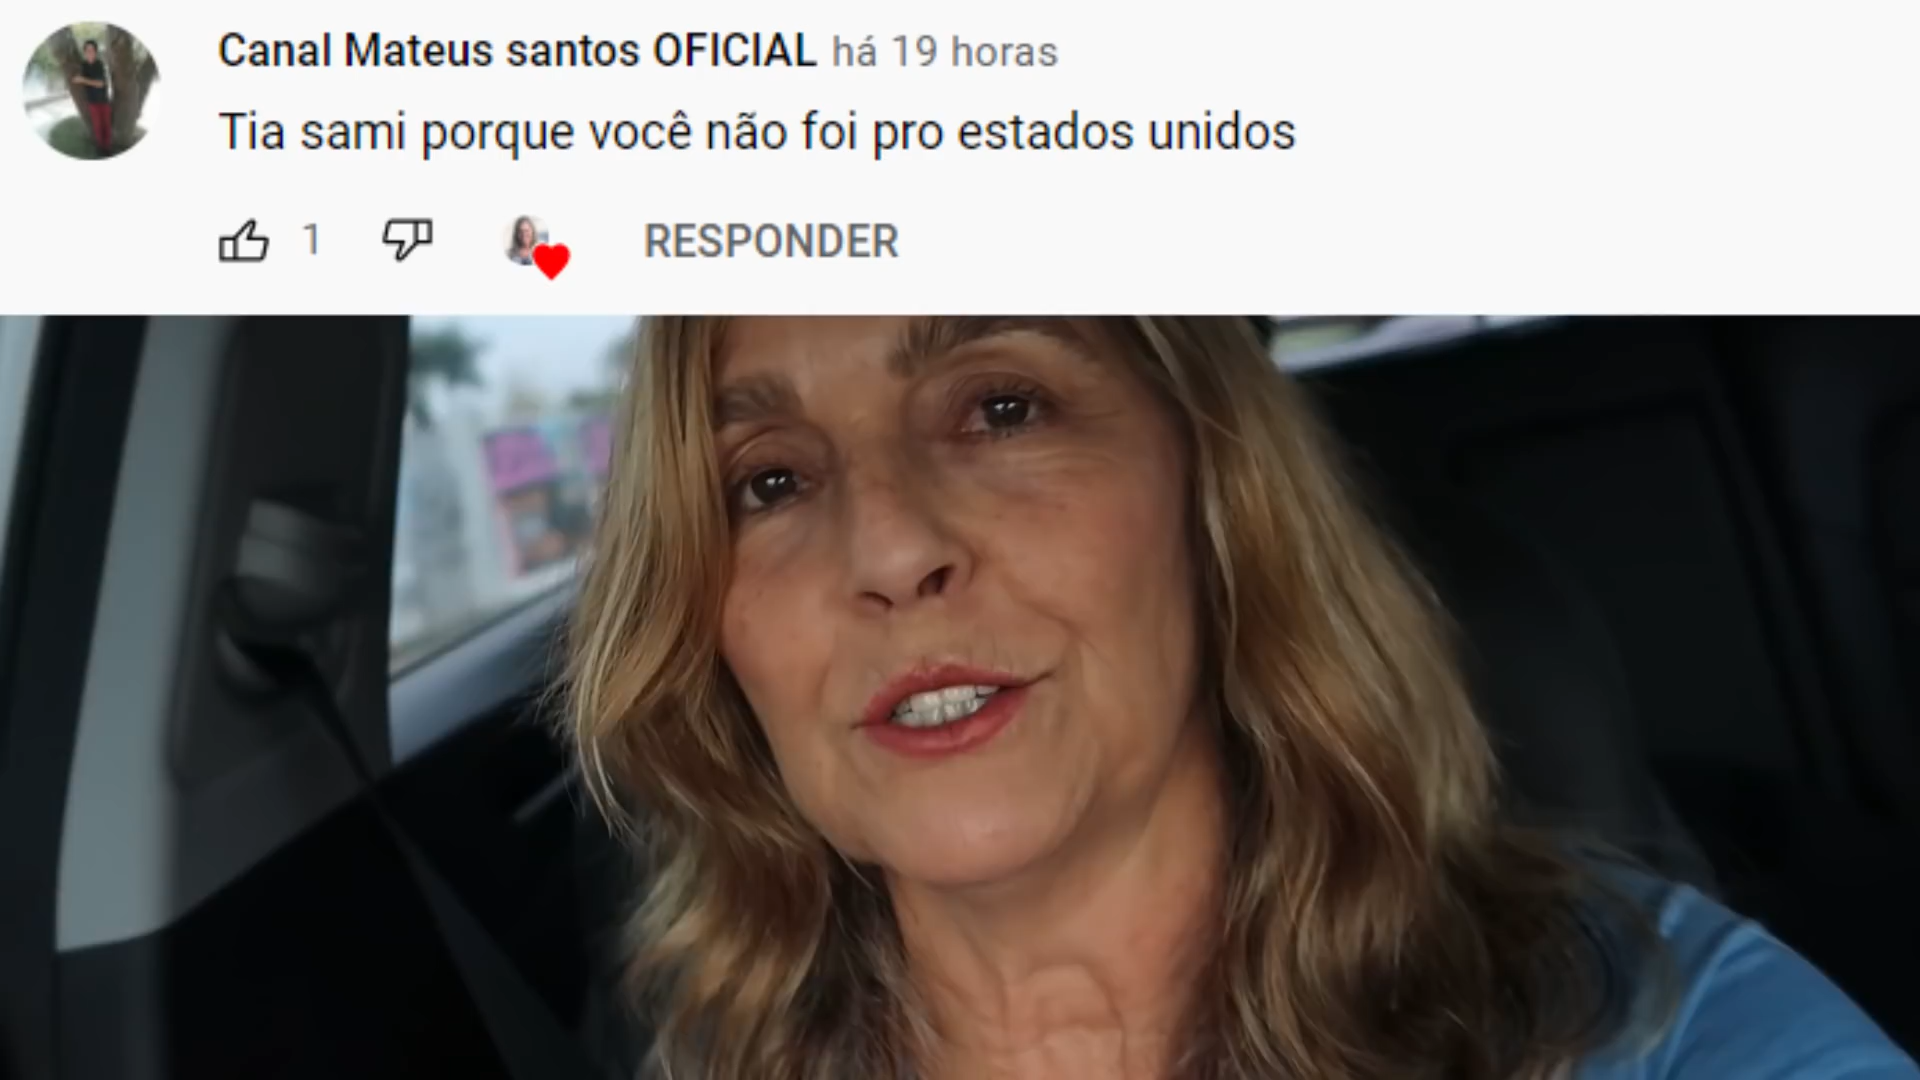 Canal Mateus santos OFICIAL há 19 horas
Tia sami porque você não foi pro estados unidos
1 RESPONDER